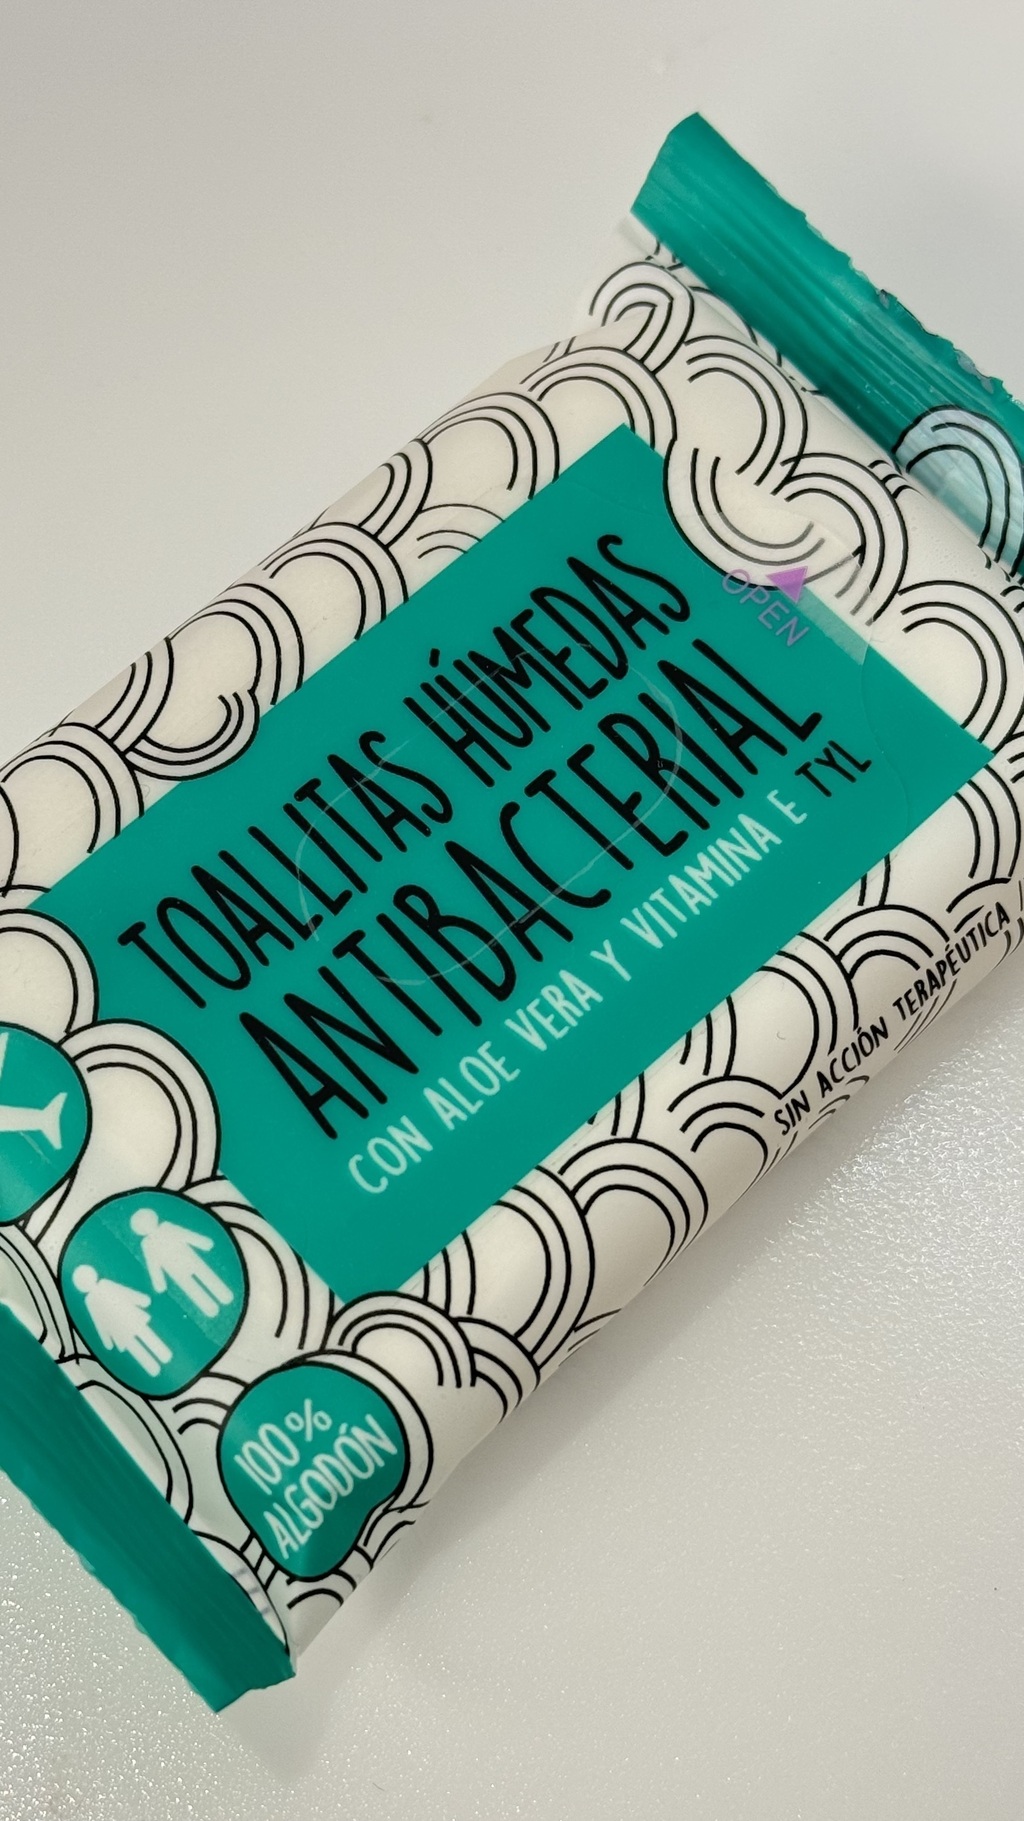 OPEN
TOALLITAS HÚMEDAS
ANTIBACTERIAL
CON ALOE VERA Y VITAMINA E TYL
SIN ACCIÓN TERAPÉUTICA
100%
ALGODÓN